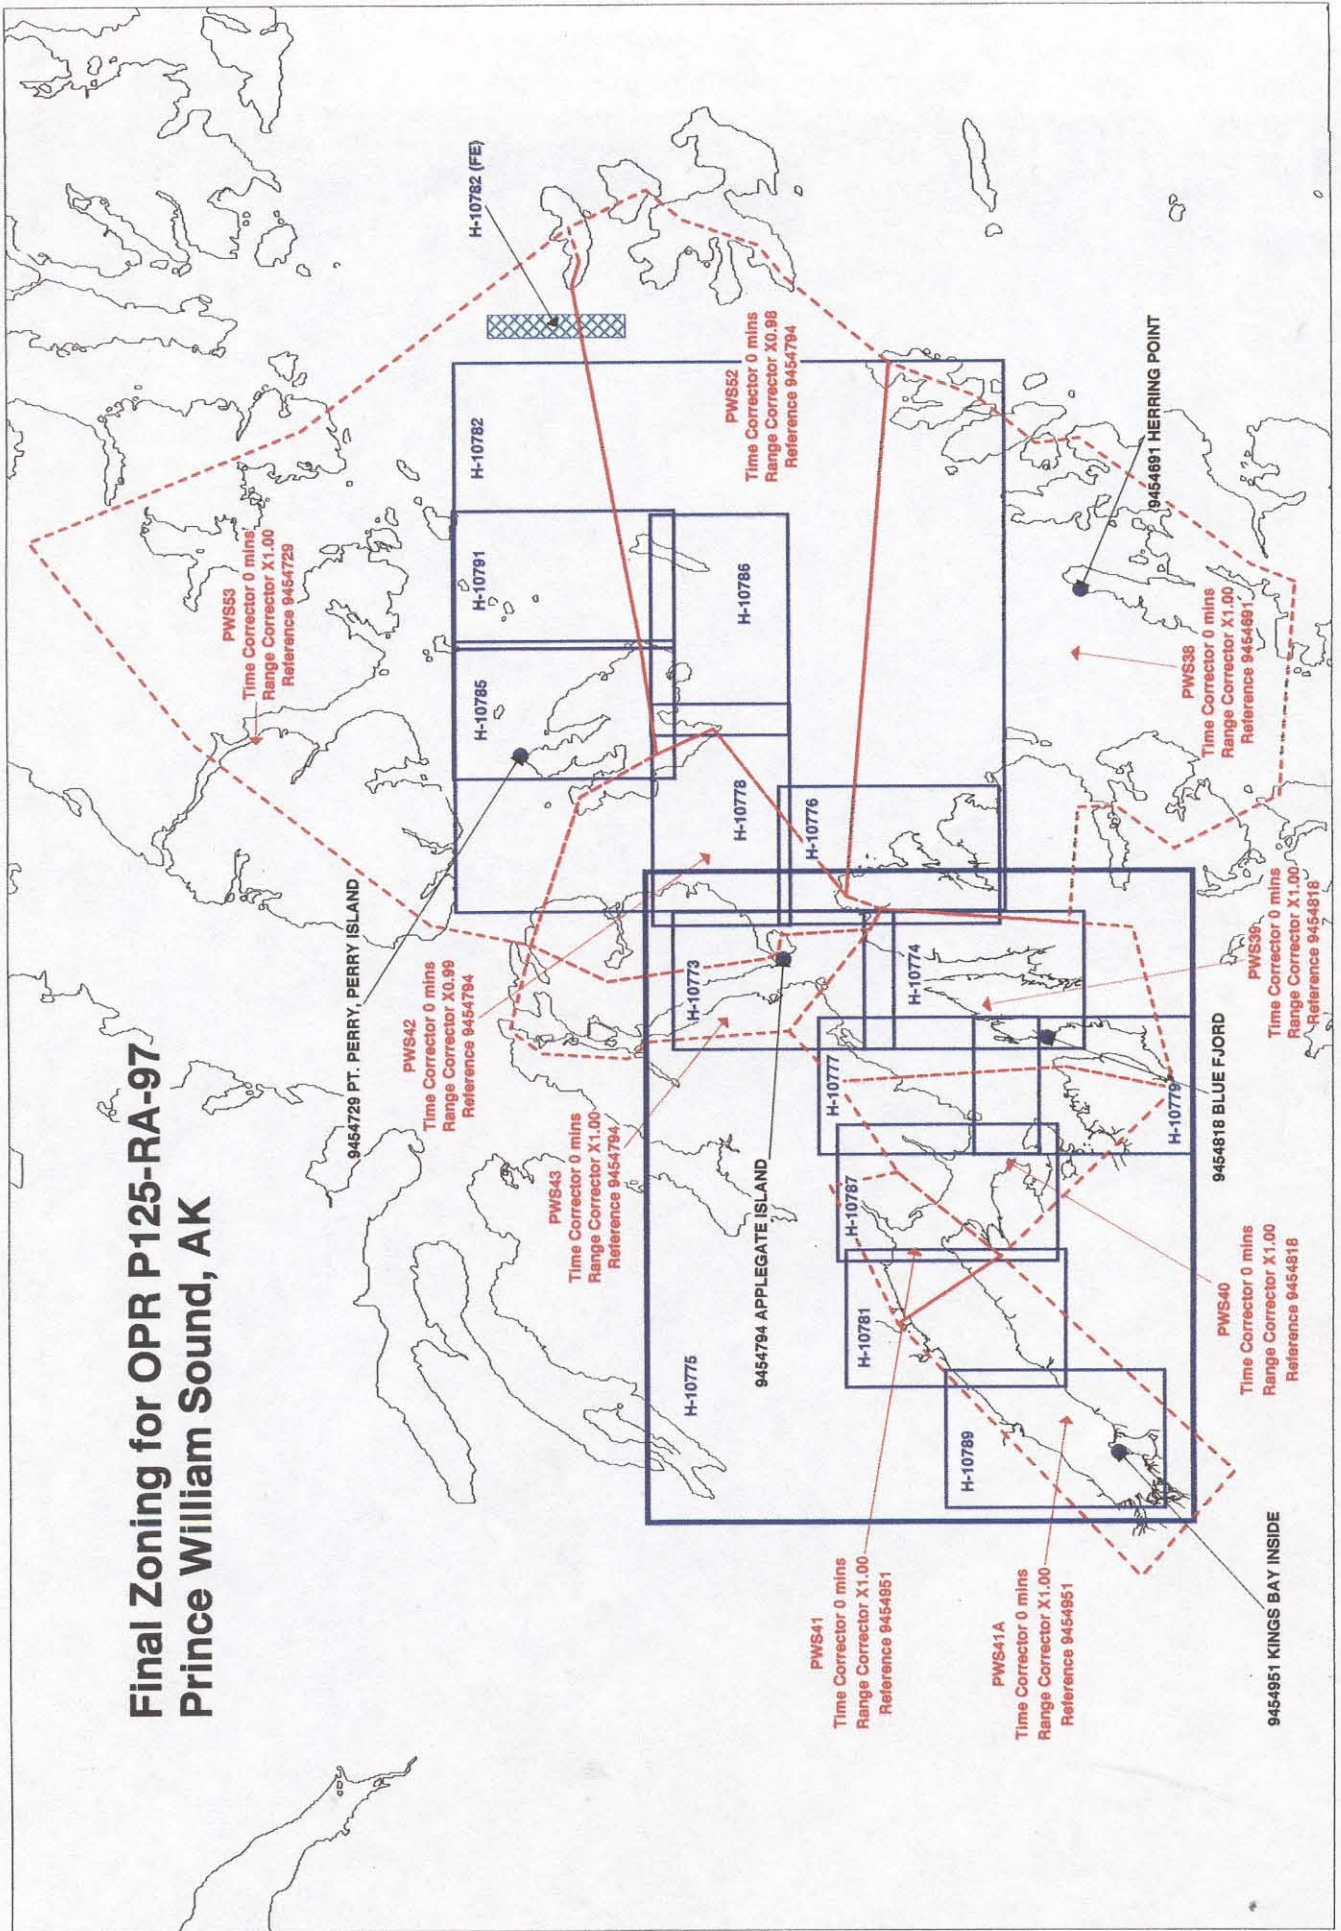 Final Zoning for OPR P125-RA-97
Prince William Sound, AK
PWS53
Time Corrector 0 mins
Range Corrector X1.00
Reference 9454729
H-10782 (FE)
9454729 PT. PERRY, PERRY ISLAND
H-10785
H-10791
H-10782
PWS42
Time Corrector 0 mins
Range Corrector X0.99
Reference 9454794
PWS43
Time Corrector 0 mins
Range Corrector X1.00
Reference 9454794
H-10775
H-10773
H-10778
H-10786
PWS52
Time Corrector 0 mins
Range Corrector X0.98
Reference 9454794
9454794 APPLEGATE ISLAND
H-10776
PWS41
Time Corrector 0 mins
Range Corrector X1.00
Reference 9454951
H-10781
H-10787
H-10777
H-10774
H-10789
PWS41A
Time Corrector 0 mins
Range Corrector X1.00
Reference 9454951
9454691 HERRING POINT
PWS38
Time Corrector 0 mins
Range Corrector X1.00
Reference 9454691
H-10779
9454818 BLUE FJORD
PWS39
Time Corrector 0 mins
Range Corrector X1.00
Reference 9454818
PWS40
Time Corrector 0 mins
Range Corrector X1.00
Reference 9454818
9454951 KINGS BAY INSIDE